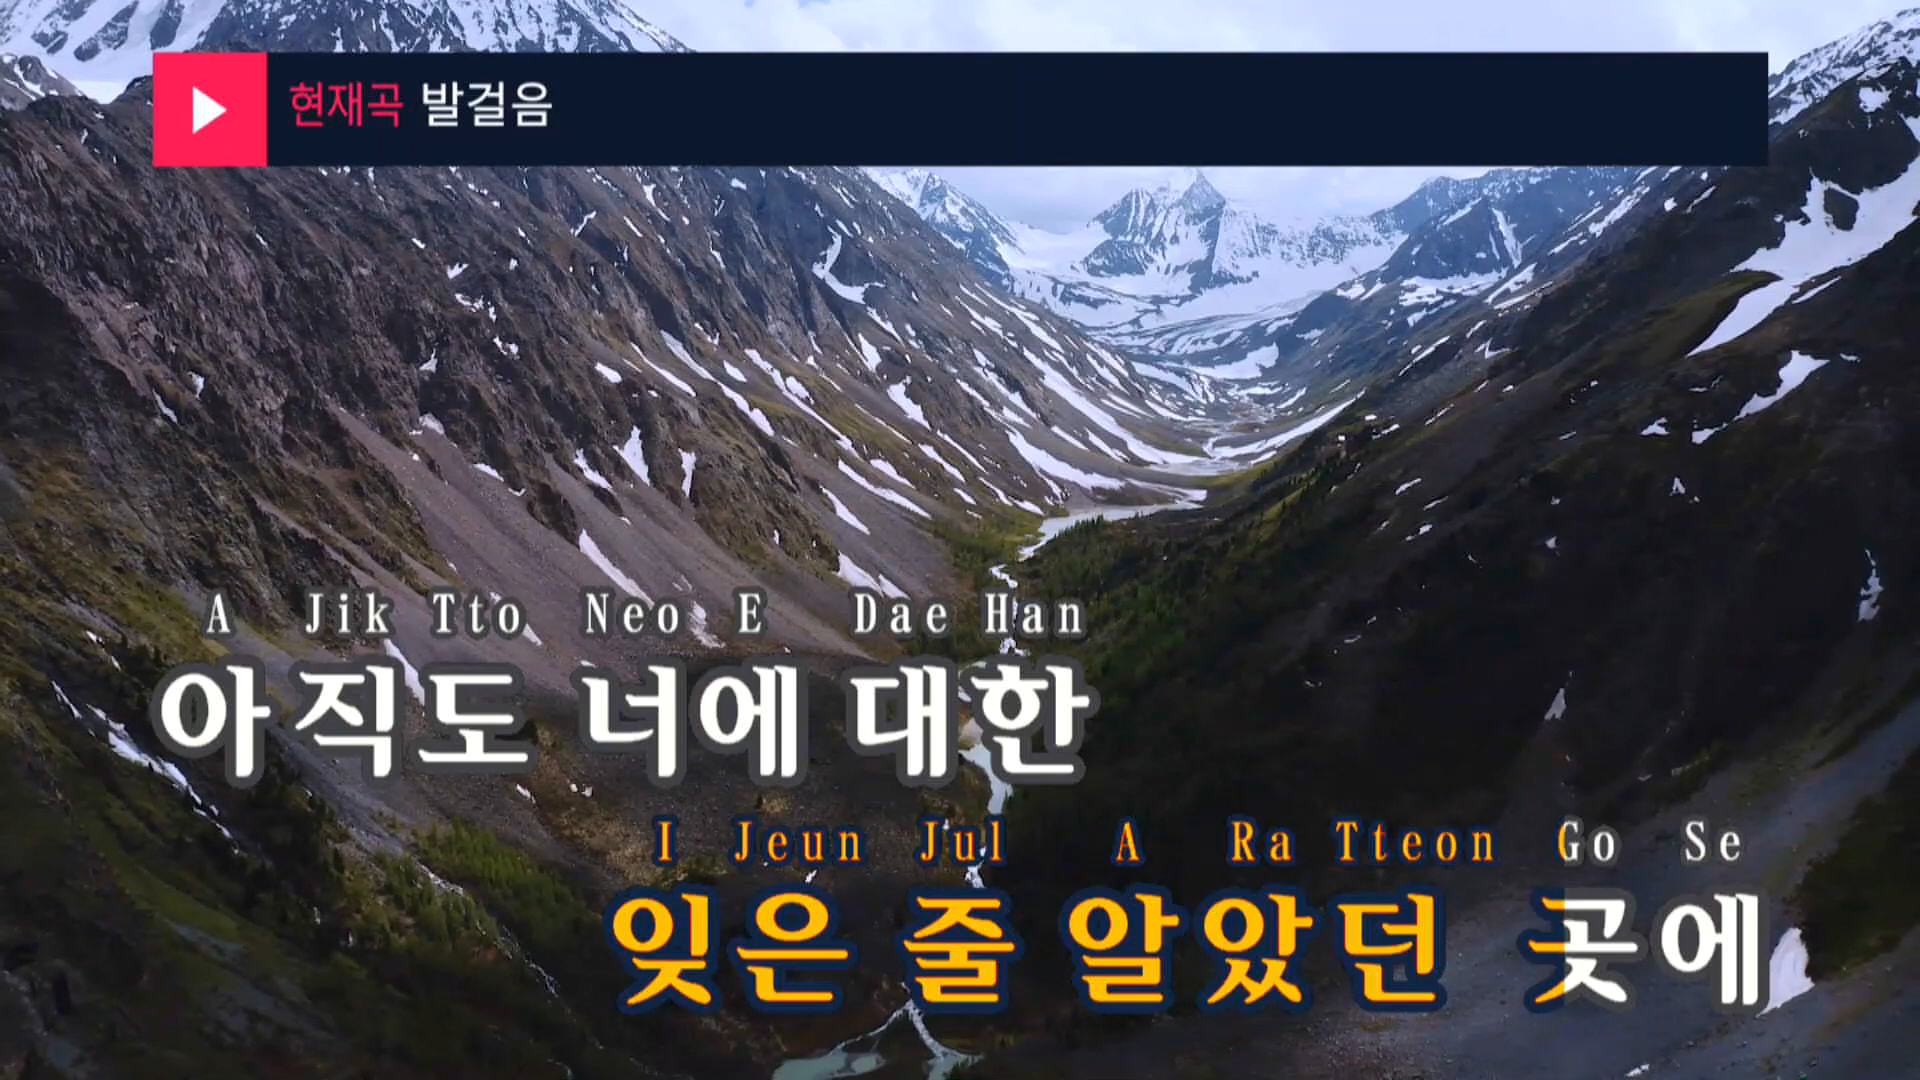 현재곡 발걸음
A Jik Tto Neo E Dae Han
아직도 너에 대한
I Jeun Jul A Ra Tteon Go Se
잊은 줄 알았던 곳에